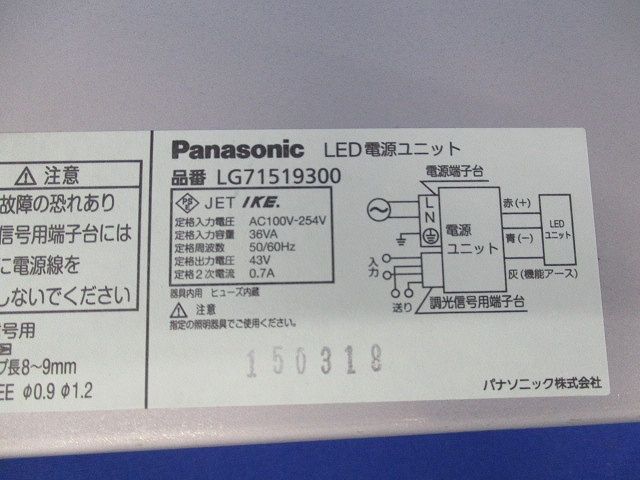 ⚠ 注意
故障の恐れあり
信号用端子台には
に電源線を
しないでください
号用
プ長8～9mm
EE φ0.9 φ1.2
Panasonic LED電源ユニット
品番 LG71519300
PS E JET IKE.
定格入力電圧 AC100V-254V
定格入力容量 36VA
定格周波数 50/60Hz
定格出力電圧 43V
定格2次電流 0.7A
器具内用 ヒューズ内蔵
⚠ 注意
指定の照明器具でご使用ください。
電源端子台
L
N
電源
ユニット
赤(+)
青(−)
LED
ユニット
灰(機能アース)
入力
送り
調光信号用端子台
150318
パナソニック株式会社